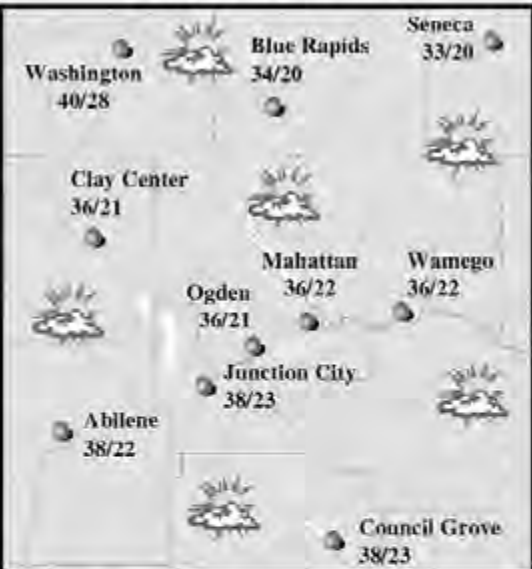 Seneca
33/20
Blue Rapids
34/20
Washington
40/28
Clay Center
36/21
Mahattan
36/22
Wamego
36/22
Ogden
36/21
Junction City
38/23
Abilene
38/22
Council Grove
38/23